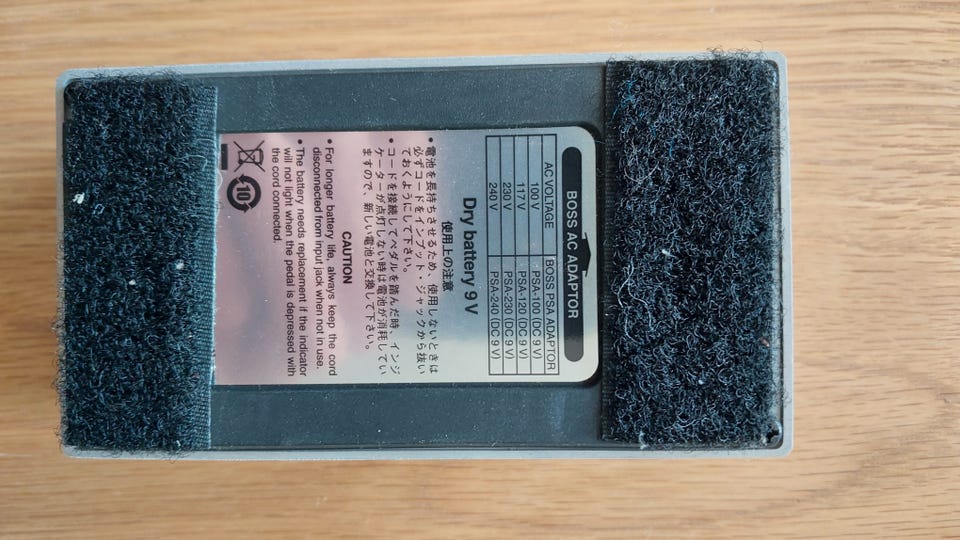 BOSS AC ADAPTOR
AC VOLTAGE BOSS PSA ADAPTOR
100 V PSA-100 (DC 9 V)
117 V PSA-120 (DC 9 V)
230 V PSA-230 (DC 9 V)
240 V PSA-240 (DC 9 V)
Dry battery 9 V
使用上の注意
• 電池を長持ちさせるため、使用しないときは
必ずコードをインプット・ジャックから抜い
ておくようにして下さい。
• コードを接続してペダルを踏んだ時、インジ
ケーターが点灯しない時は電池が消耗してい
ますので、新しい電池と交換して下さい。
CAUTION
• For longer battery life, always keep the cord
disconnected from input jack when not in use.
• The battery needs replacement if the indicator
will not light when the pedal is depressed with
the cord connected.
10